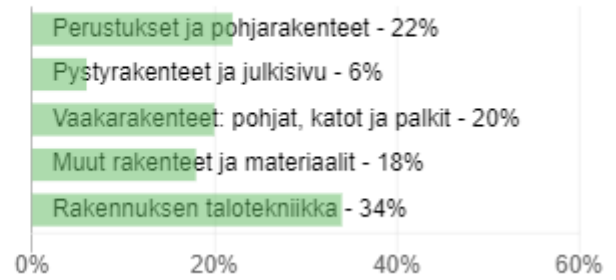 Perustukset ja pohjarakenteet - 22%
Pystyrakenteet ja julkisivu - 6%
Vaakarakenteet: pohjat, katot ja palkit - 20%
Muut rakenteet ja materiaalit - 18%
Rakennuksen talotekniikka - 34%
0% 20% 40% 60%